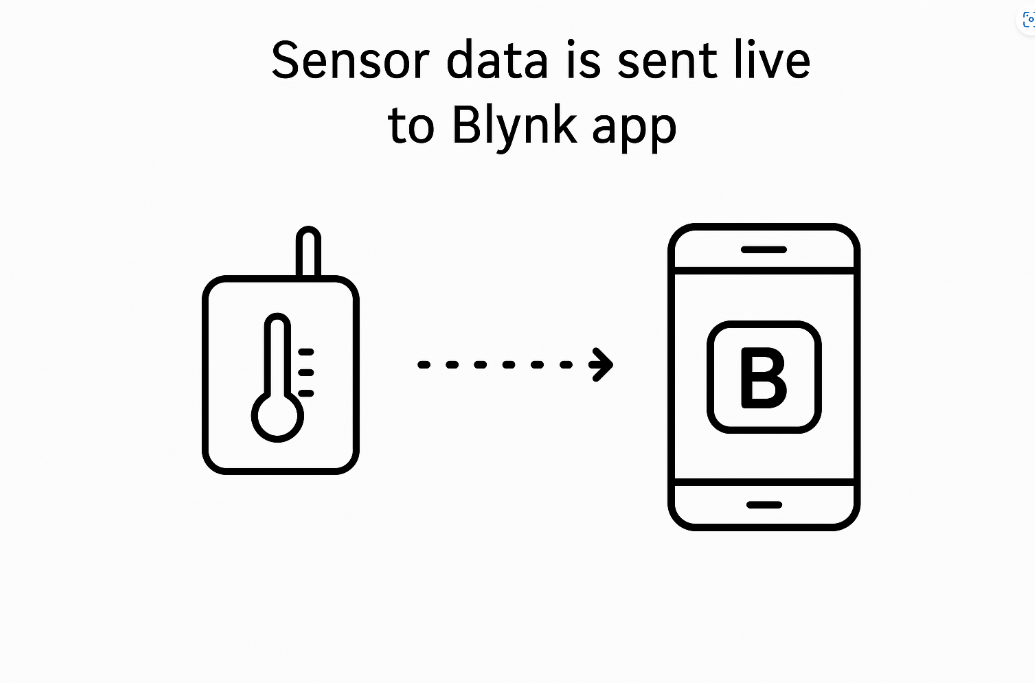 Sensor data is sent live
to Blynk app
B